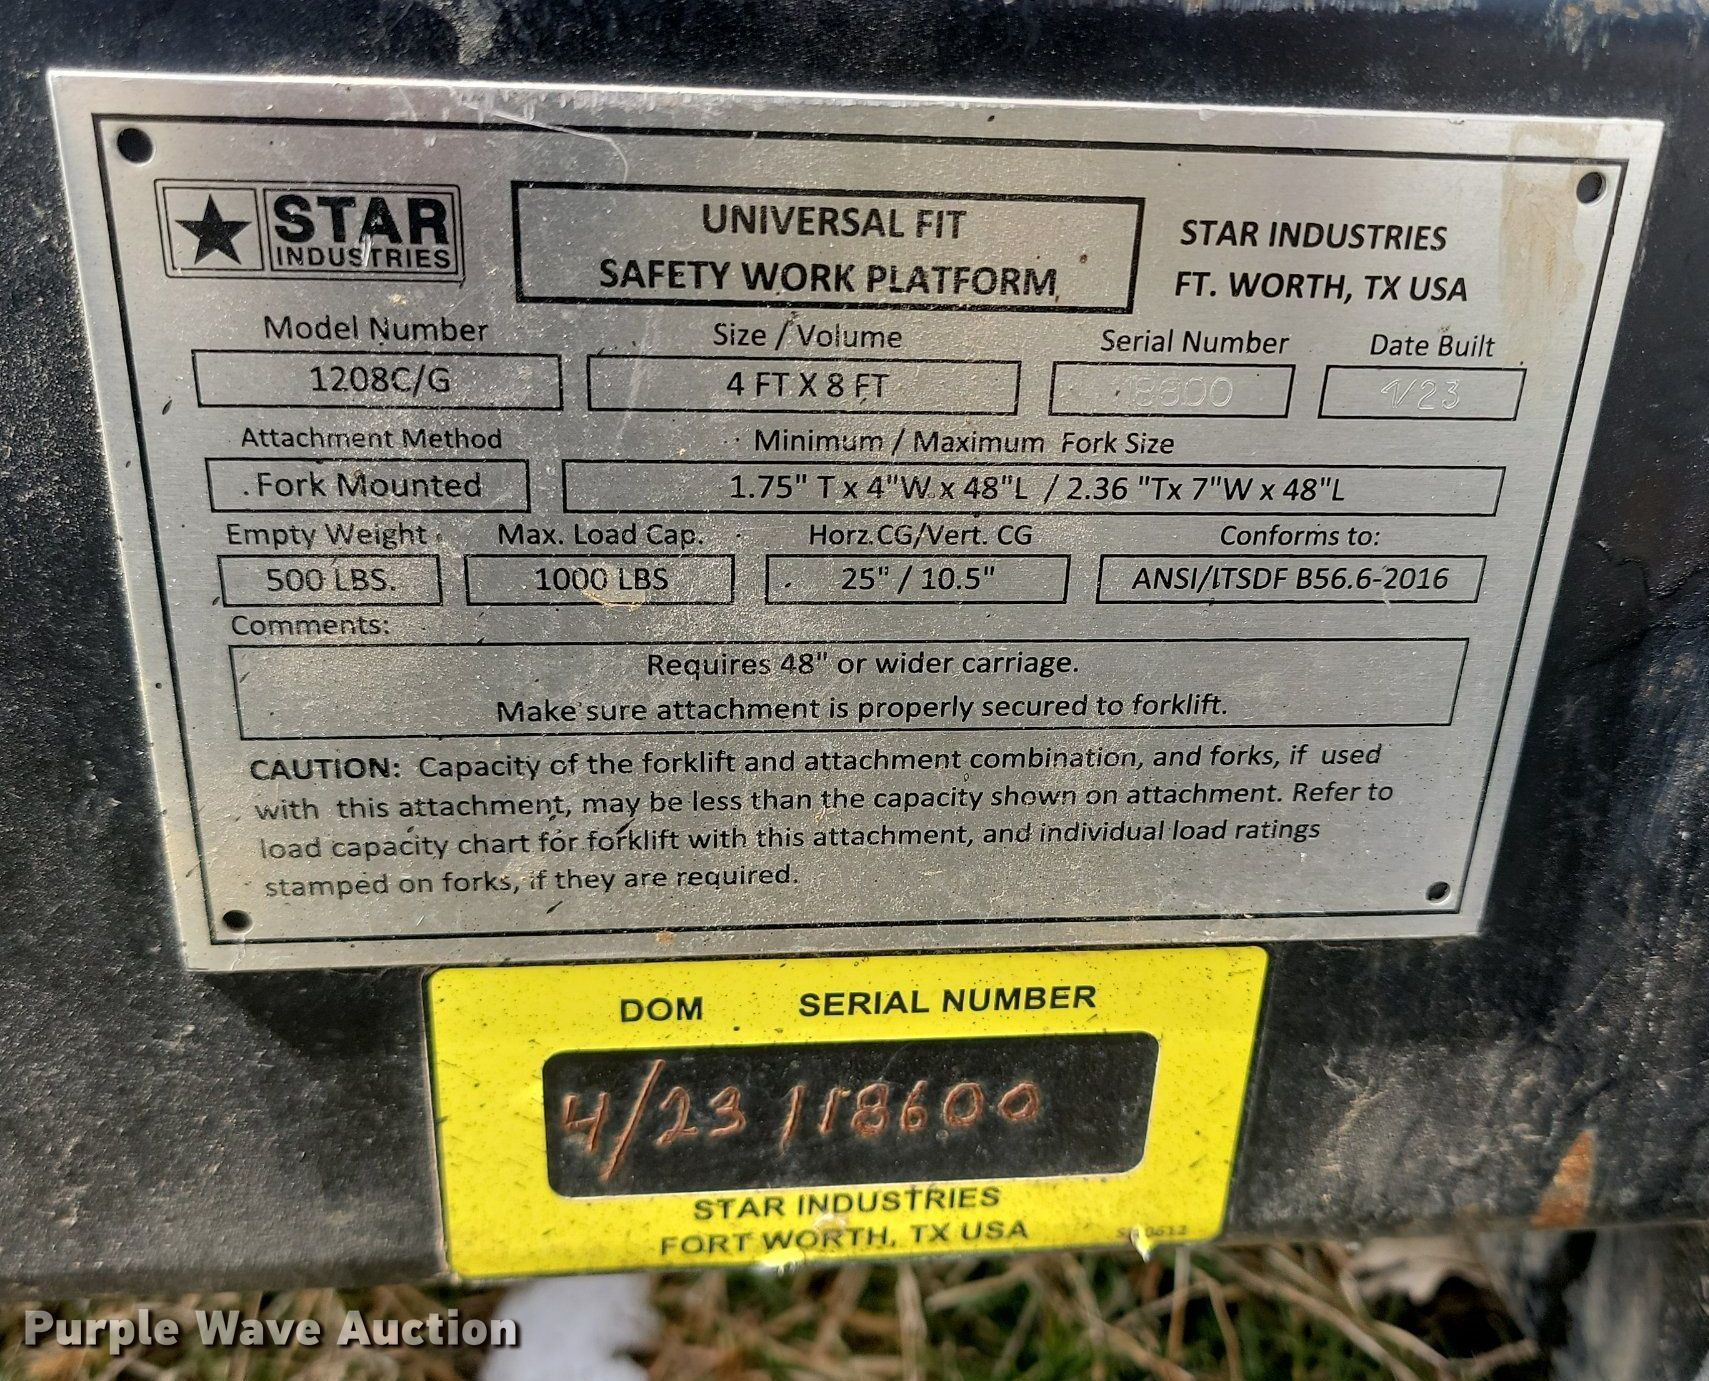 STAR
INDUSTRIES
UNIVERSAL FIT
SAFETY WORK PLATFORM
STAR INDUSTRIES
FT. WORTH, TX USA
Model Number
1208C/G
Size / Volume
4 FT X 8 FT
Serial Number
Date Built
4/23
Attachment Method
Fork Mounted
Minimum / Maximum Fork Size
1.75" T x 4"W x 48"L / 2.36 "Tx 7"W x 48"L
Empty Weight
500 LBS.
Max. Load Cap.
1000 LBS
Horz.CG/Vert. CG
25" / 10.5"
Conforms to:
ANSI/ITSDF B56.6-2016
Comments:
Requires 48" or wider carriage.
Make sure attachment is properly secured to forklift.
CAUTION: Capacity of the forklift and attachment combination, and forks, if used
with this attachment, may be less than the capacity shown on attachment. Refer to
load capacity chart for forklift with this attachment, and individual load ratings
stamped on forks, if they are required.
DOM SERIAL NUMBER
4/23 118600
STAR INDUSTRIES
FORT WORTH, TX USA
Purple Wave Auction